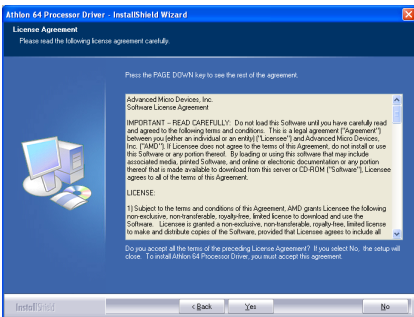 Athlon 64 Processor Driver - InstallShield Wizard
License Agreement
Please read the following license agreement carefully.
Press the PAGE DOWN key to see the rest of the agreement.
Advanced Micro Devices, Inc.
Software License Agreement
IMPORTANT – READ CAREFULLY: Do not load this Software until you have carefully read
and agreed to the following terms and conditions. This is a legal agreement ("Agreement")
between you (either an individual or an entity) ("Licensee") and Advanced Micro Devices,
Inc. ("AMD"). If Licensee does not agree to the terms of this Agreement, do not install or use
this Software or any portion thereof. By loading or using this software that may include
associated media, printed Software, and online or electronic documentation or any portion
thereof that is made available to download from this server or CD-ROM ("Software"), Licensee
agrees to all of the terms of this Agreement.
LICENSE:
1) Subject to the terms and conditions of this Agreement, AMD grants Licensee the following
non-exclusive, non-transferable, royalty-free, limited license to download and use the
Software. Licensee is granted a non-exclusive, non-transferable, royalty-free, limited license
to make and distribute copies of the Software, provided that Licensee agrees to include all
Do you accept all the terms of the preceding License Agreement? If you select No, the setup will
close. To install Athlon 64 Processor Driver, you must accept this agreement.
InstallShield
< Back
Yes
No